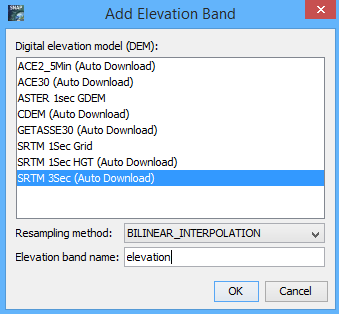 SNAP
Add Elevation Band
Digital elevation model (DEM):
ACE2_5Min (Auto Download)
ACE30 (Auto Download)
ASTER 1sec GDEM
CDEM (Auto Download)
GETASSE30 (Auto Download)
SRTM 1Sec Grid
SRTM 1Sec HGT (Auto Download)
SRTM 3Sec (Auto Download)
Resampling method: BILINEAR_INTERPOLATION
Elevation band name: elevation
OK Cancel